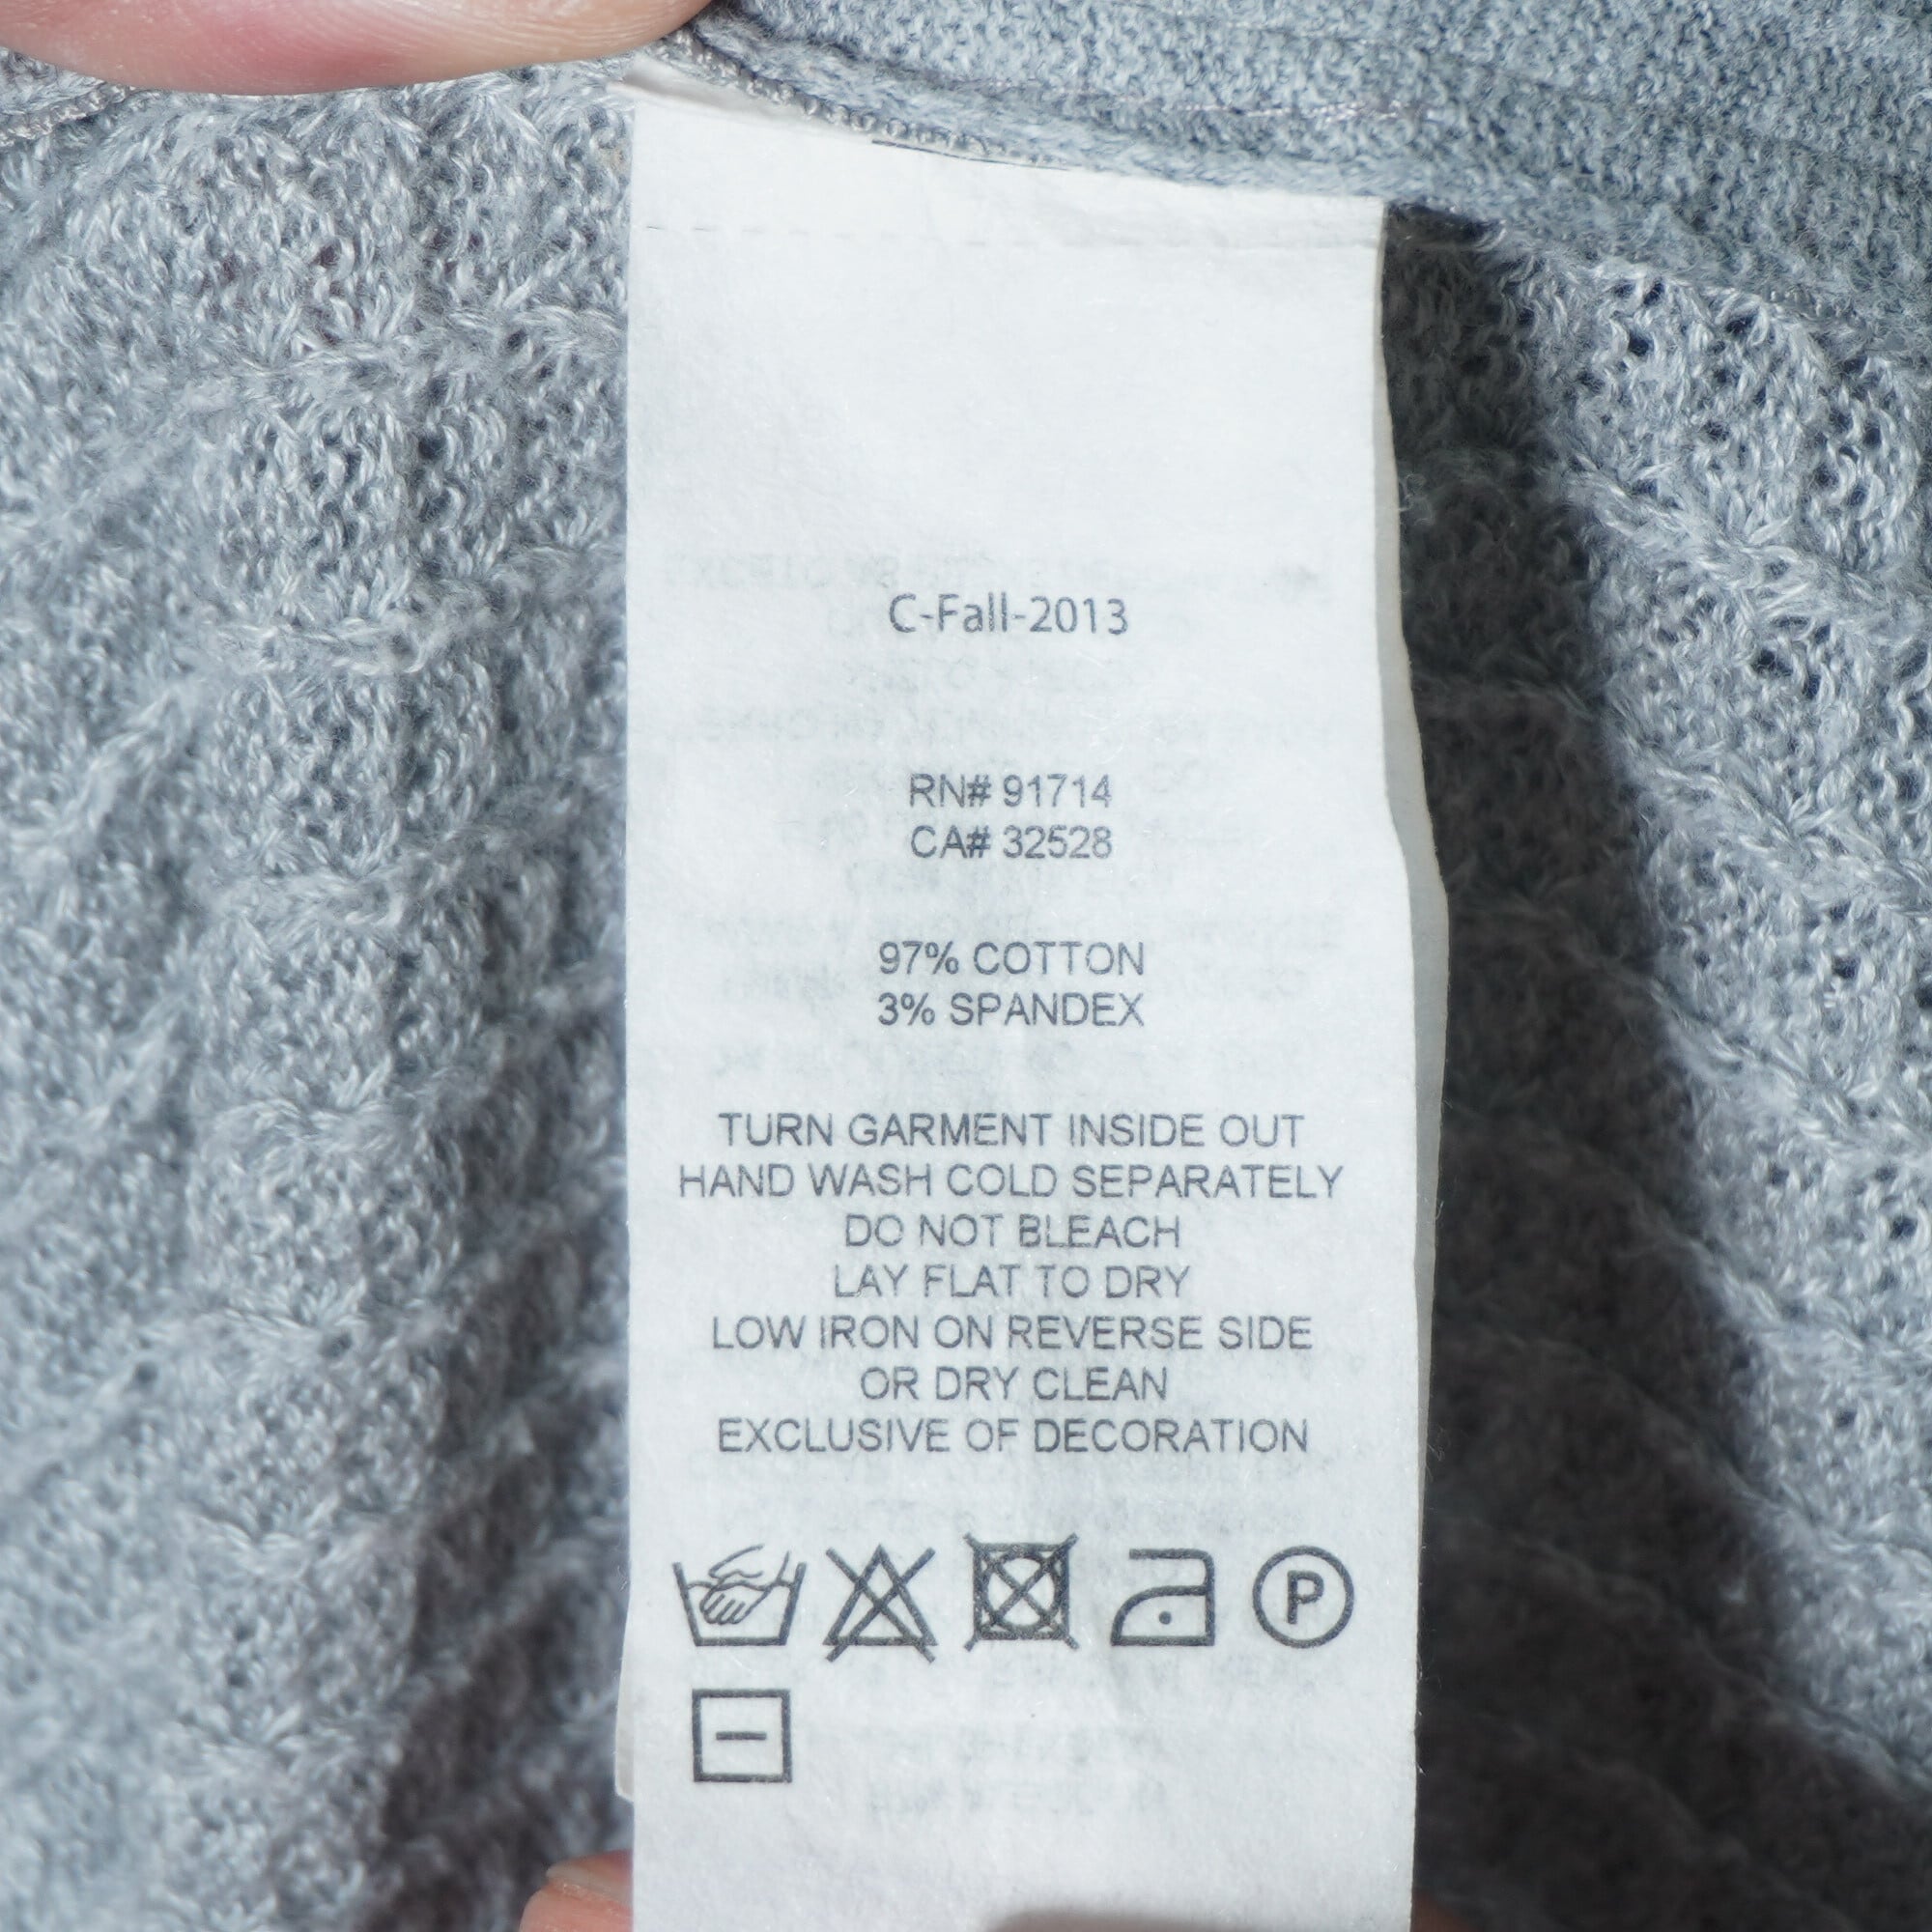 C-Fall-2013
RN# 91714
CA# 32528
97% COTTON
3% SPANDEX
TURN GARMENT INSIDE OUT
HAND WASH COLD SEPARATELY
DO NOT BLEACH
LAY FLAT TO DRY
LOW IRON ON REVERSE SIDE
OR DRY CLEAN
EXCLUSIVE OF DECORATION
P